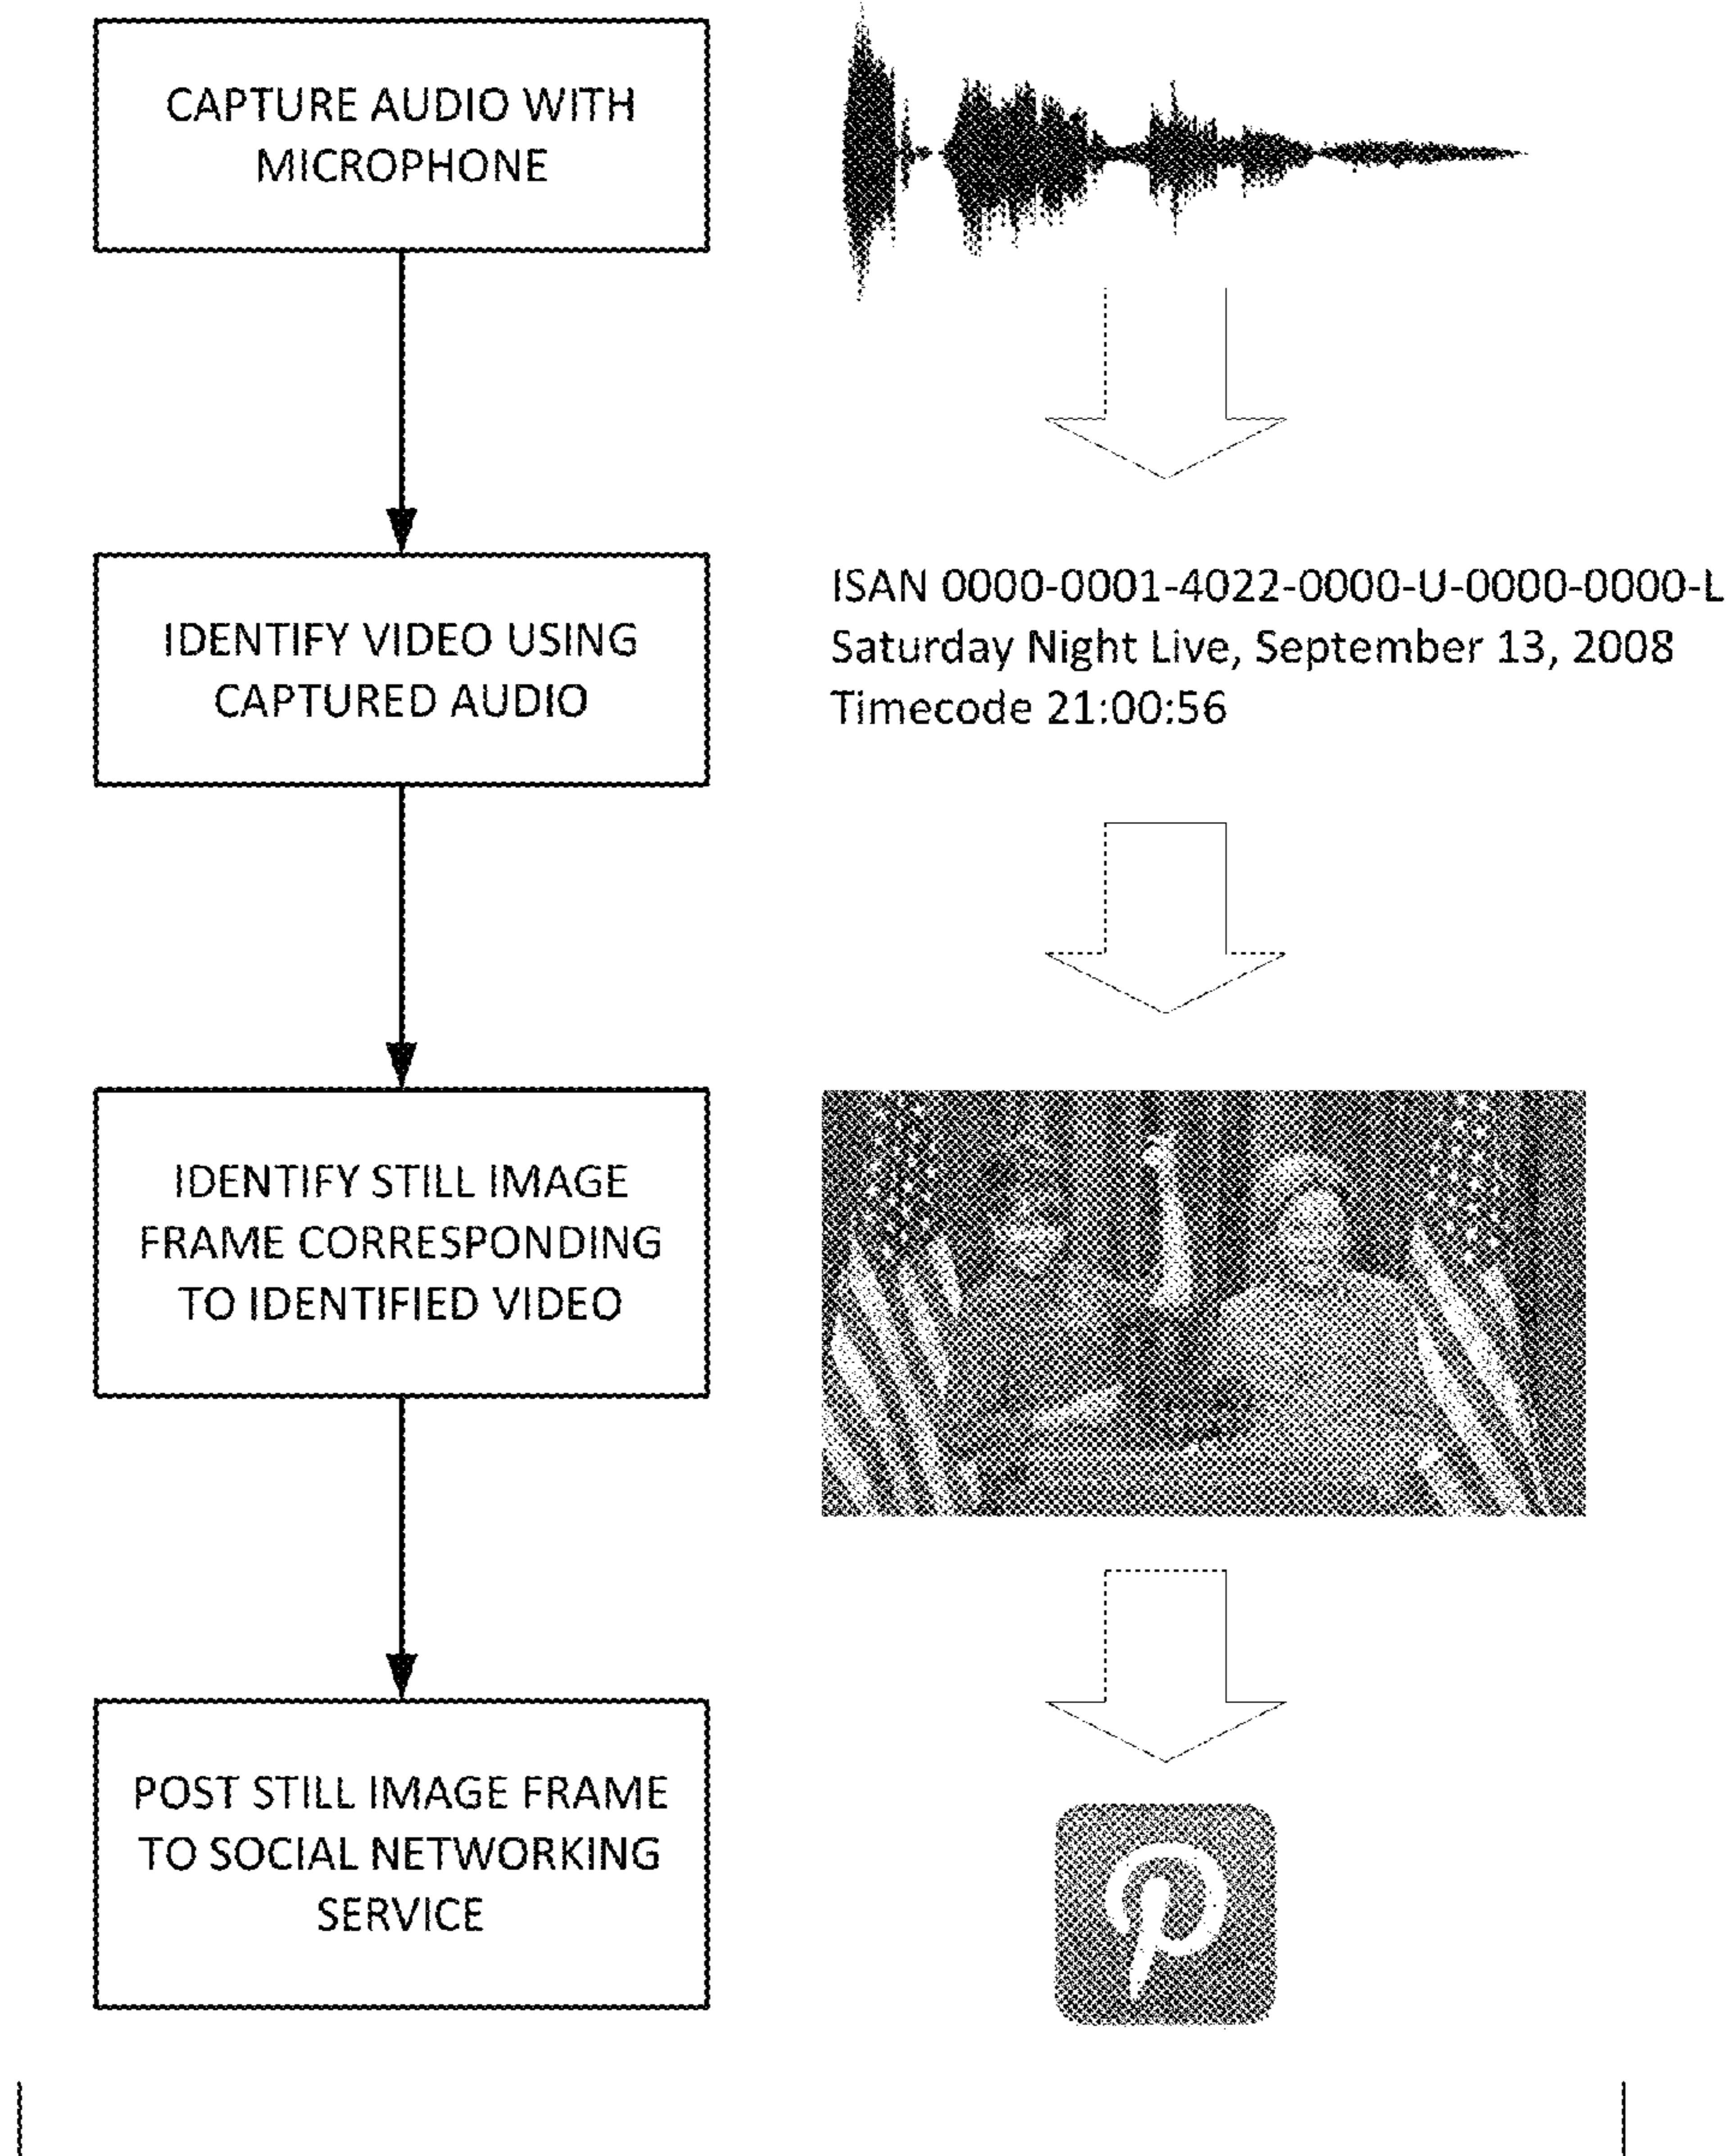 CAPTURE AUDIO WITH
MICROPHONE
IDENTIFY VIDEO USING
CAPTURED AUDIO
ISAN 0000-0001-4022-0000-U-0000-0000-L
Saturday Night Live, September 13, 2008
Timecode 21:00:56
IDENTIFY STILL IMAGE
FRAME CORRESPONDING
TO IDENTIFIED VIDEO
POST STILL IMAGE FRAME
TO SOCIAL NETWORKING
SERVICE